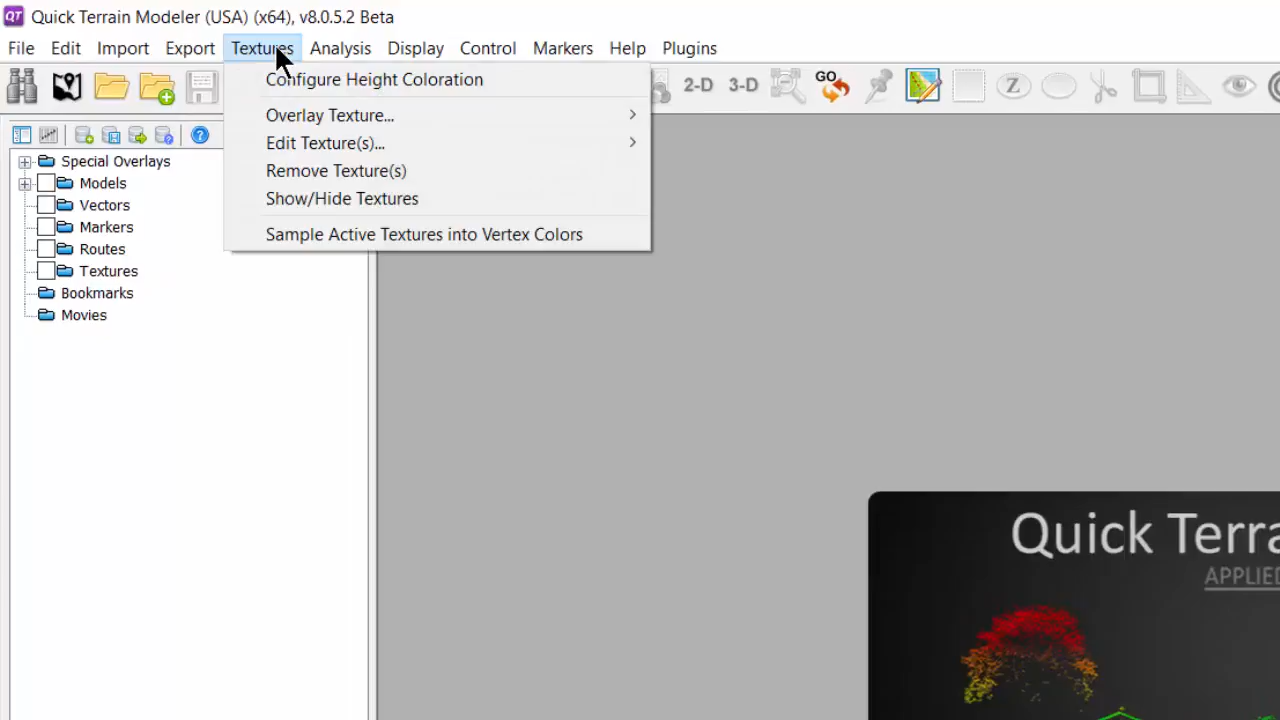 QT Quick Terrain Modeler (USA) (x64), v8.0.5.2 Beta
File Edit Import Export Textures Analysis Display Control Markers Help Plugins
Configure Height Coloration
Overlay Texture...
Edit Texture(s)...
Remove Texture(s)
Show/Hide Textures
Sample Active Textures into Vertex Colors
2-D 3-D GO Z
Special Overlays
Models
Vectors
Markers
Routes
Textures
Bookmarks
Movies
Quick Terra
APPLIED